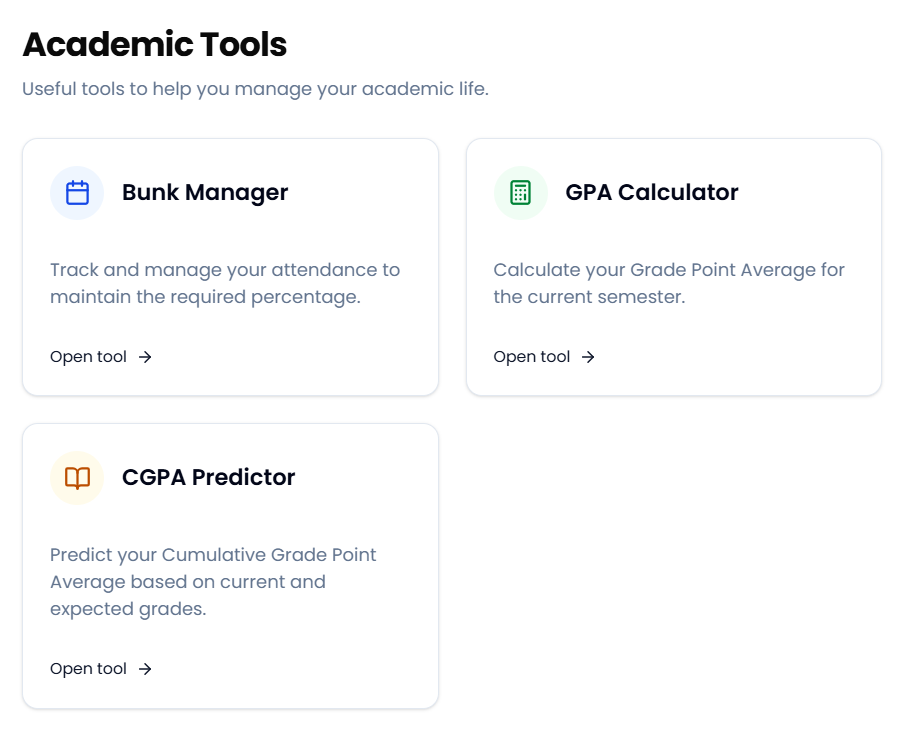 Academic Tools
Useful tools to help you manage your academic life.
Bunk Manager
Track and manage your attendance to
maintain the required percentage.
Open tool
GPA Calculator
Calculate your Grade Point Average for
the current semester.
Open tool
CGPA Predictor
Predict your Cumulative Grade Point
Average based on current and
expected grades.
Open tool